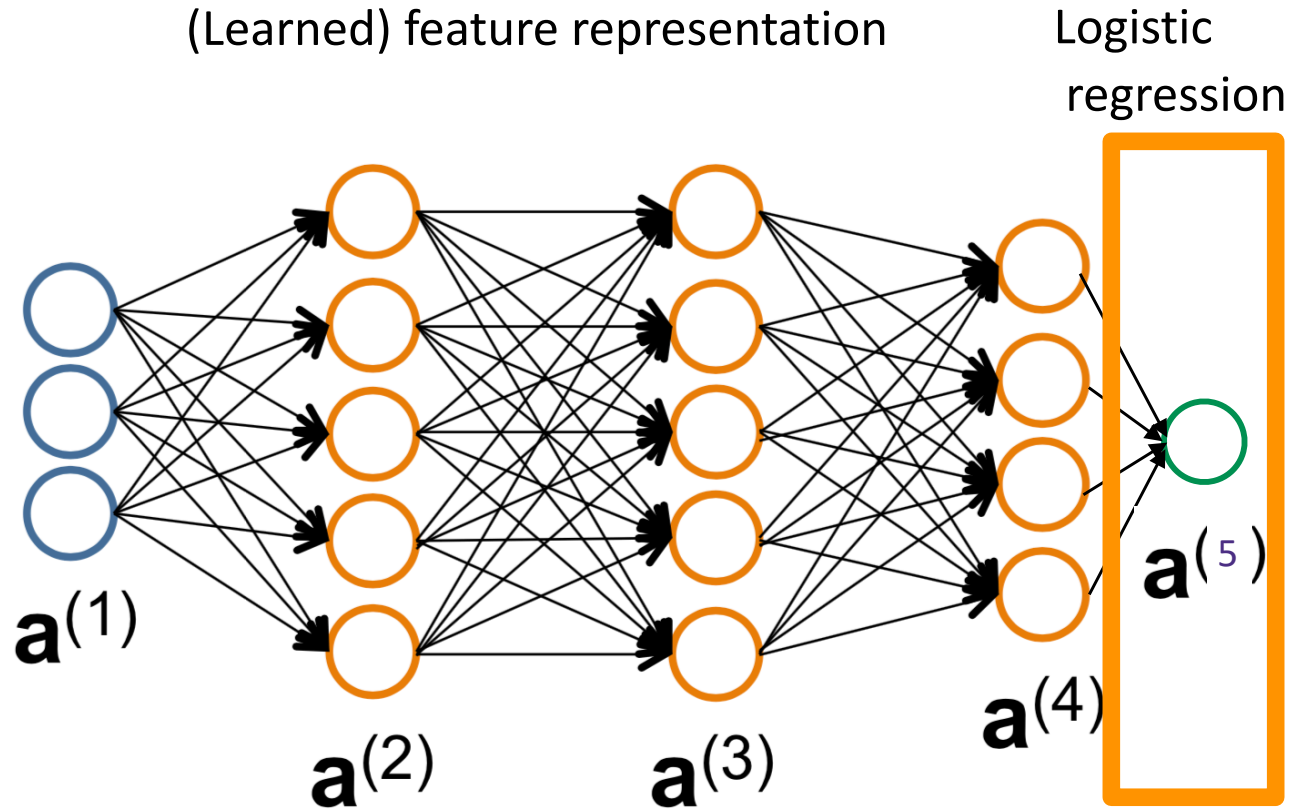 (Learned) feature representation
Logistic
regression
a(1)
a(2)
a(3)
a(4)
a(5)